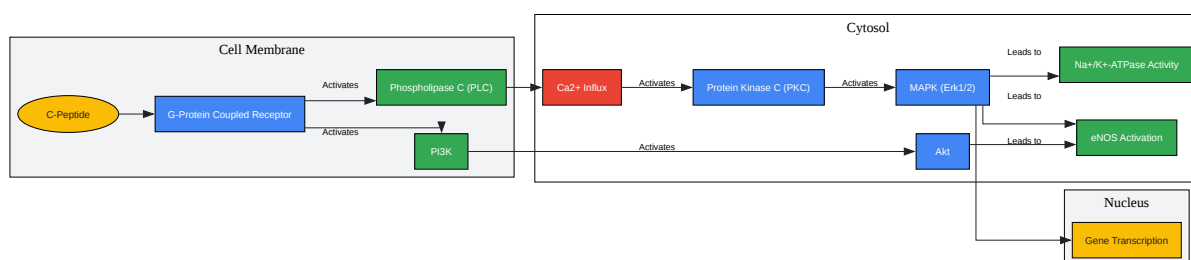 Cell Membrane
C-Peptide
G-Protein Coupled Receptor
Activates
Activates
Phospholipase C (PLC)
PI3K
Cytosol
Ca2+ Influx
Activates
Protein Kinase C (PKC)
Activates
MAPK (Erk1/2)
Leads to
Na+/K+-ATPase Activity
Leads to
eNOS Activation
Activates
Akt
Leads to
Nucleus
Gene Transcription